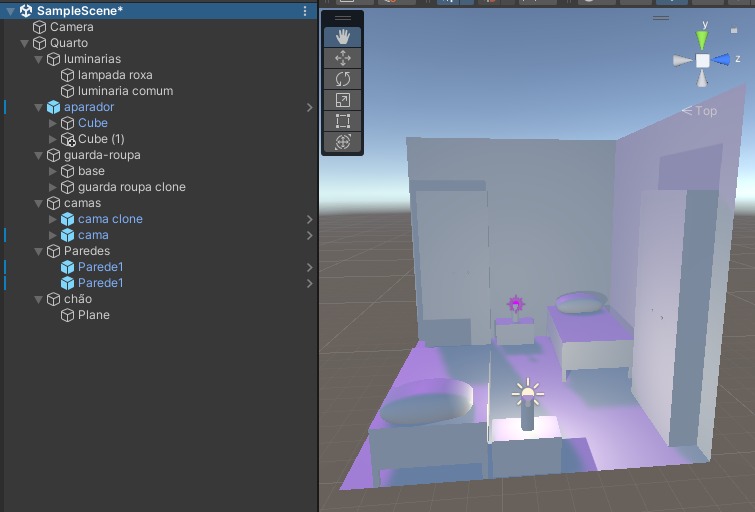 SampleScene*
Camera
Quarto
luminarias
lampada roxa
luminaria comum
aparador
Cube
Cube (1)
guarda-roupa
base
guarda roupa clone
camas
cama clone
cama
Paredes
Parede1
Parede1
chão
Plane
y
z
Top